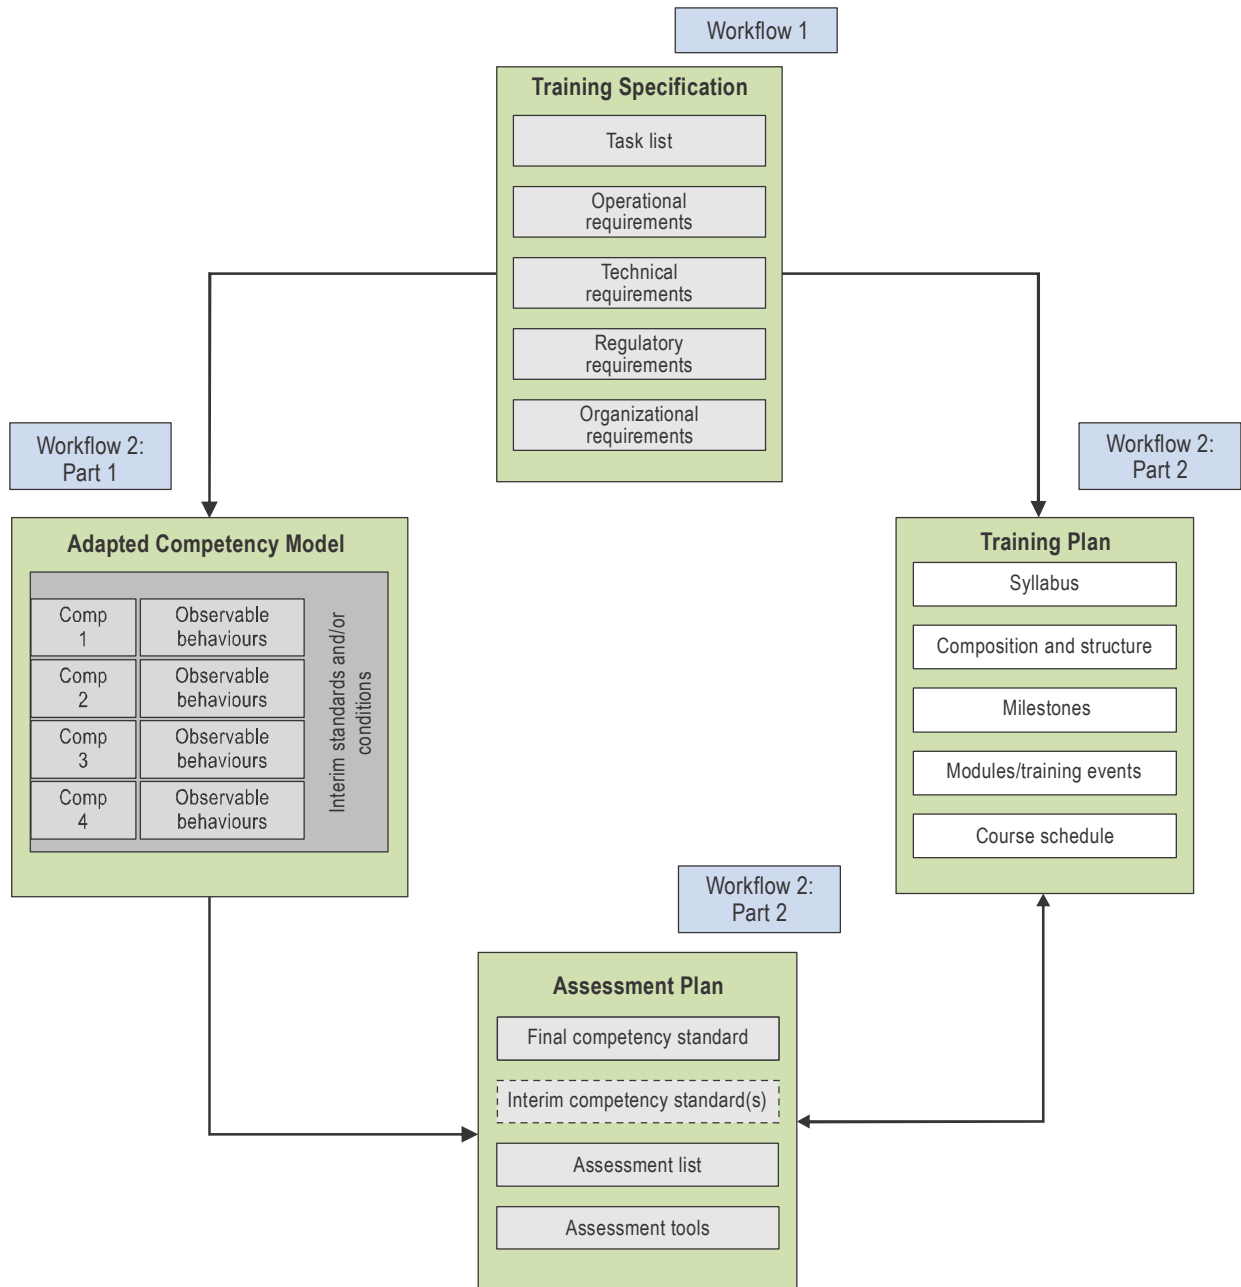 Workflow 1
Training Specification
Task list
Operational
requirements
Technical
requirements
Regulatory
requirements
Organizational
requirements
Workflow 2:
Part 1
Adapted Competency Model
Comp
1
Observable
behaviours
Comp
2
Observable
behaviours
Comp
3
Observable
behaviours
Comp
4
Observable
behaviours
Interim standards and/or
conditions
Workflow 2:
Part 2
Training Plan
Syllabus
Composition and structure
Milestones
Modules/training events
Course schedule
Workflow 2:
Part 2
Assessment Plan
Final competency standard
Interim competency standard(s)
Assessment list
Assessment tools